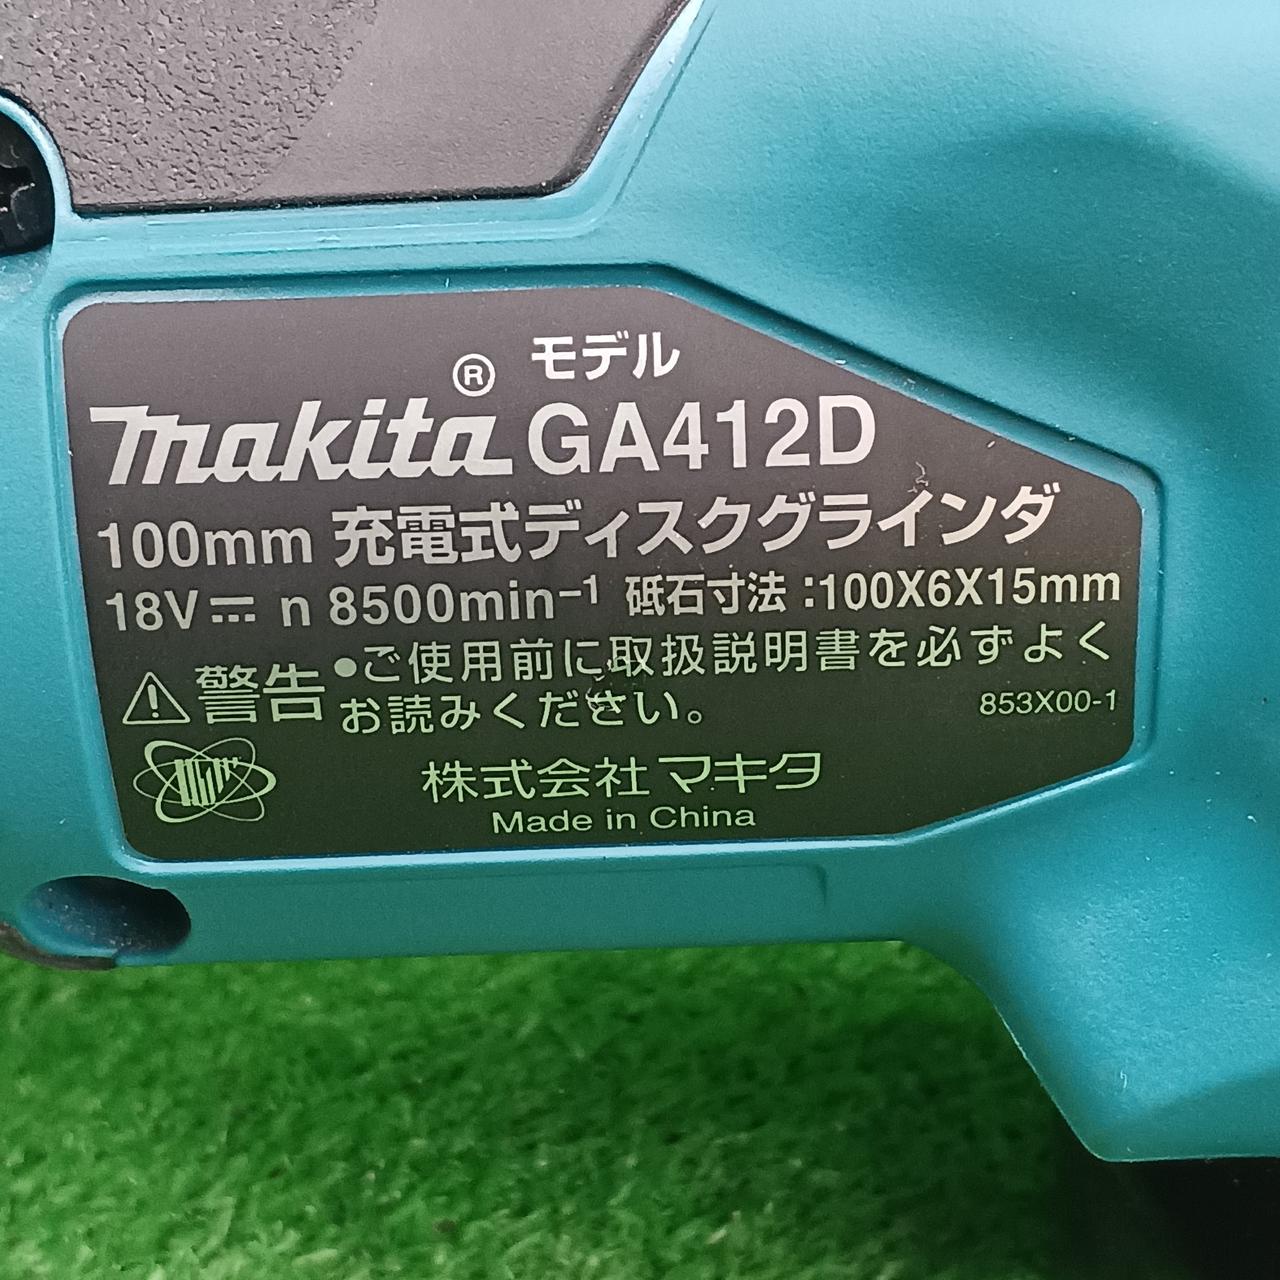 モデル
makita® GA412D
100mm 充電式ディスクグラインダ
18V⎓ n 8500min⁻¹ 砥石寸法:100X6X15mm
⚠警告 ●ご使用前に取扱説明書を必ずよく
お読みください。
853X00-1
株式会社マキタ
Made in China